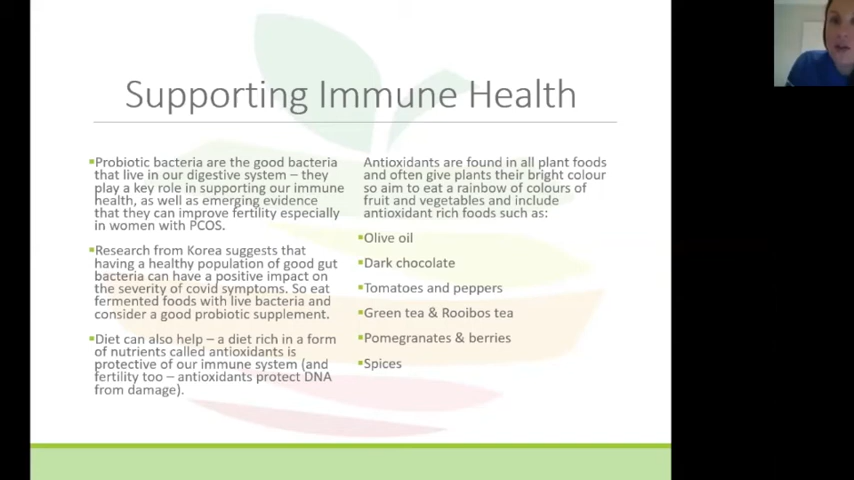 Supporting Immune Health
▪Probiotic bacteria are the good bacteria
that live in our digestive system – they
play a key role in supporting our immune
health, as well as emerging evidence
that they can improve fertility especially
in women with PCOS.
▪Research from Korea suggests that
having a healthy population of good gut
bacteria can have a positive impact on
the severity of covid symptoms. So eat
fermented foods with live bacteria and
consider a good probiotic supplement.
▪Diet can also help – a diet rich in a form
of nutrients called antioxidants is
protective of our immune system (and
fertility too – antioxidants protect DNA
from damage).
Antioxidants are found in all plant foods
and often give plants their bright colour
so aim to eat a rainbow of colours of
fruit and vegetables and include
antioxidant rich foods such as:
▪Olive oil
▪Dark chocolate
▪Tomatoes and peppers
▪Green tea & Rooibos tea
▪Pomegranates & berries
▪Spices